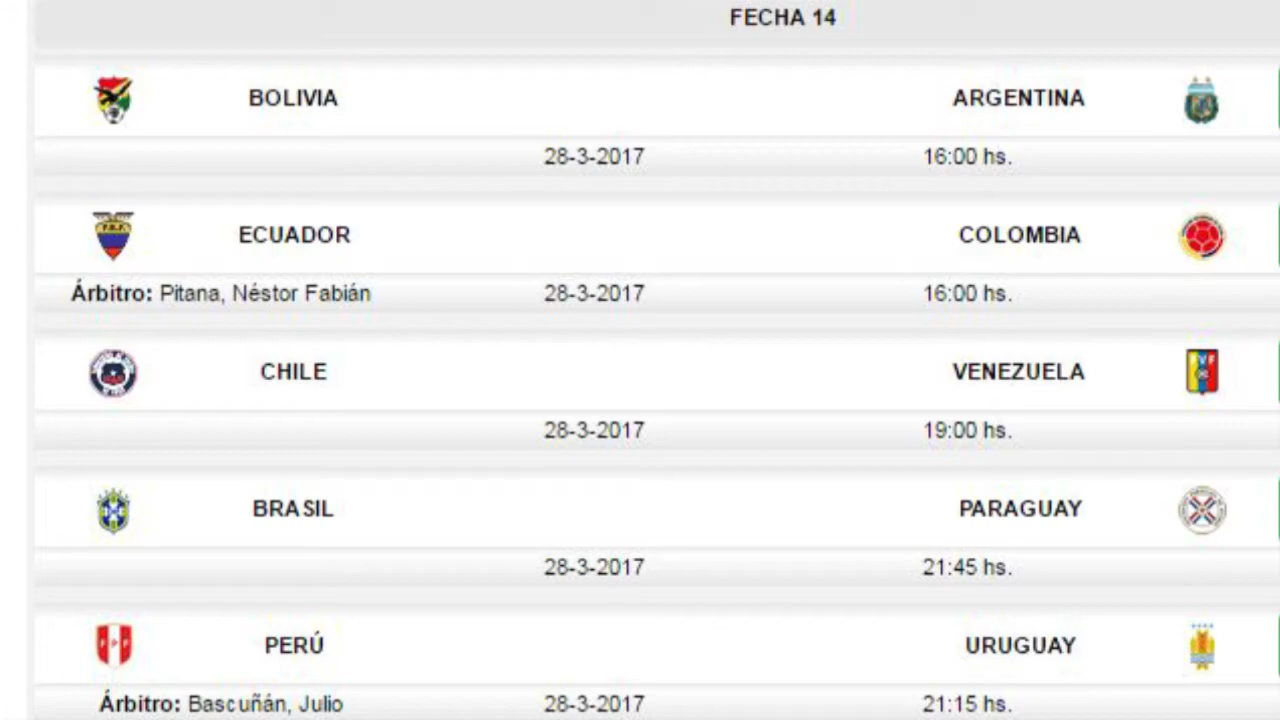 FECHA 14
BOLIVIA ARGENTINA
28-3-2017 16:00 hs.
ECUADOR COLOMBIA
Árbitro: Pitana, Néstor Fabián 28-3-2017 16:00 hs.
CHILE VENEZUELA
28-3-2017 19:00 hs.
BRASIL PARAGUAY
28-3-2017 21:45 hs.
PERÚ URUGUAY
Árbitro: Bascuñán, Julio 28-3-2017 21:15 hs.